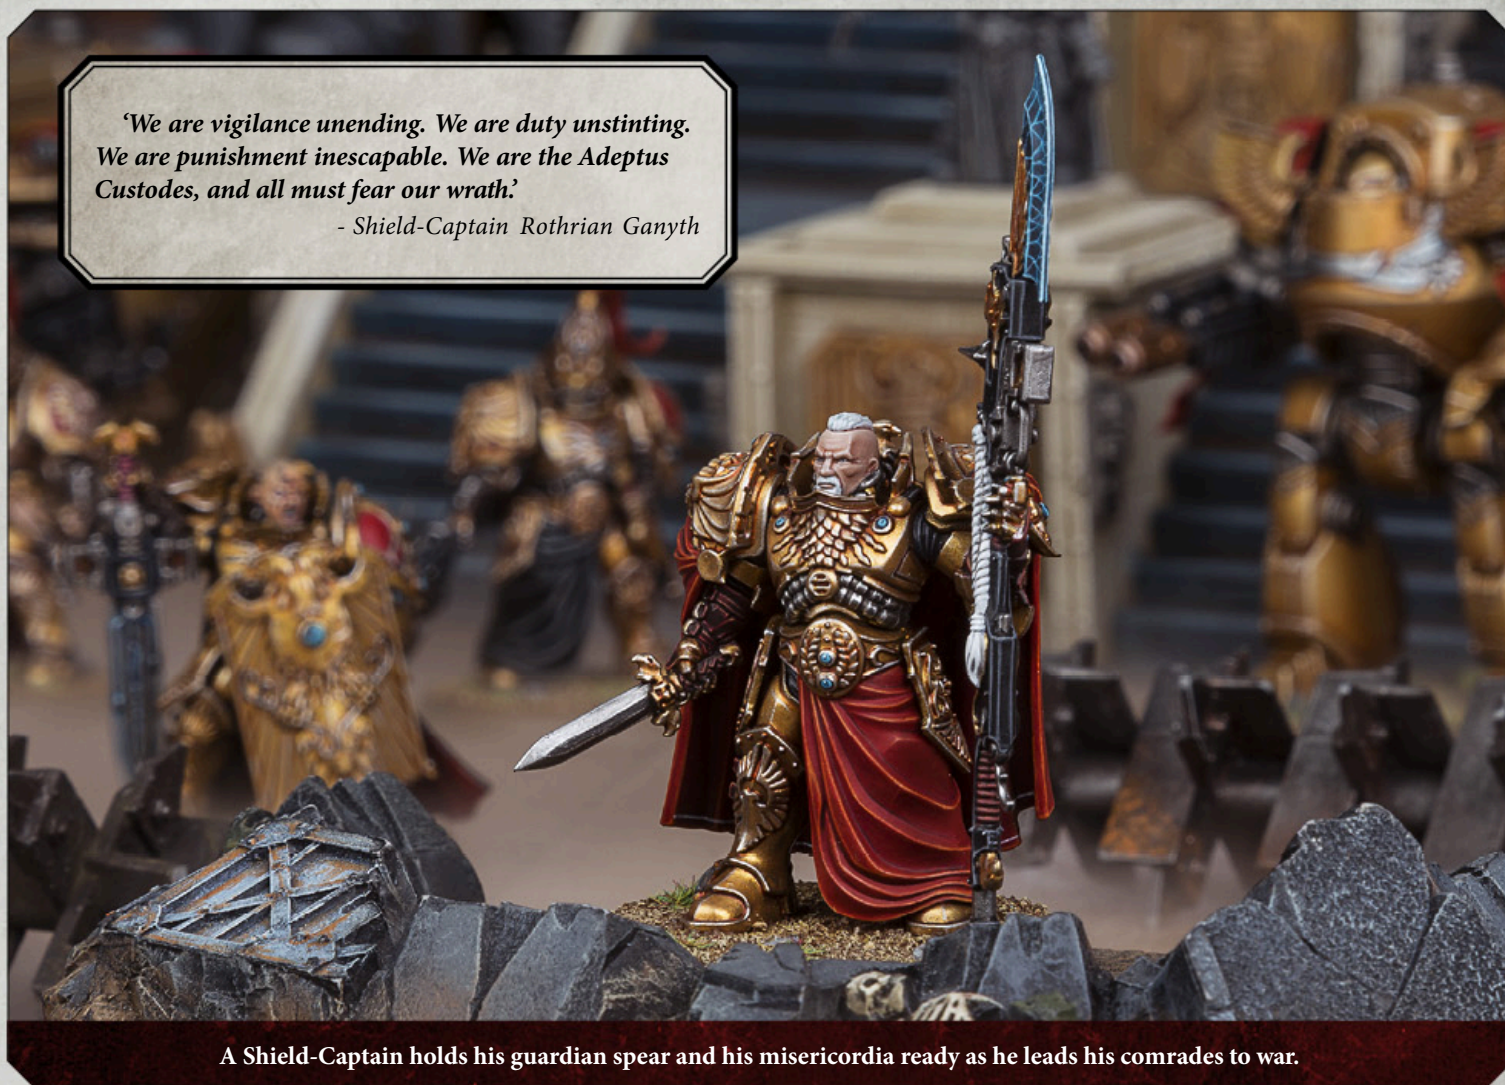 ‘We are vigilance unending. We are duty unstinting.
We are punishment inescapable. We are the Adeptus
Custodes, and all must fear our wrath.’
- Shield-Captain Rothrian Ganyth
A Shield-Captain holds his guardian spear and his misericordia ready as he leads his comrades to war.